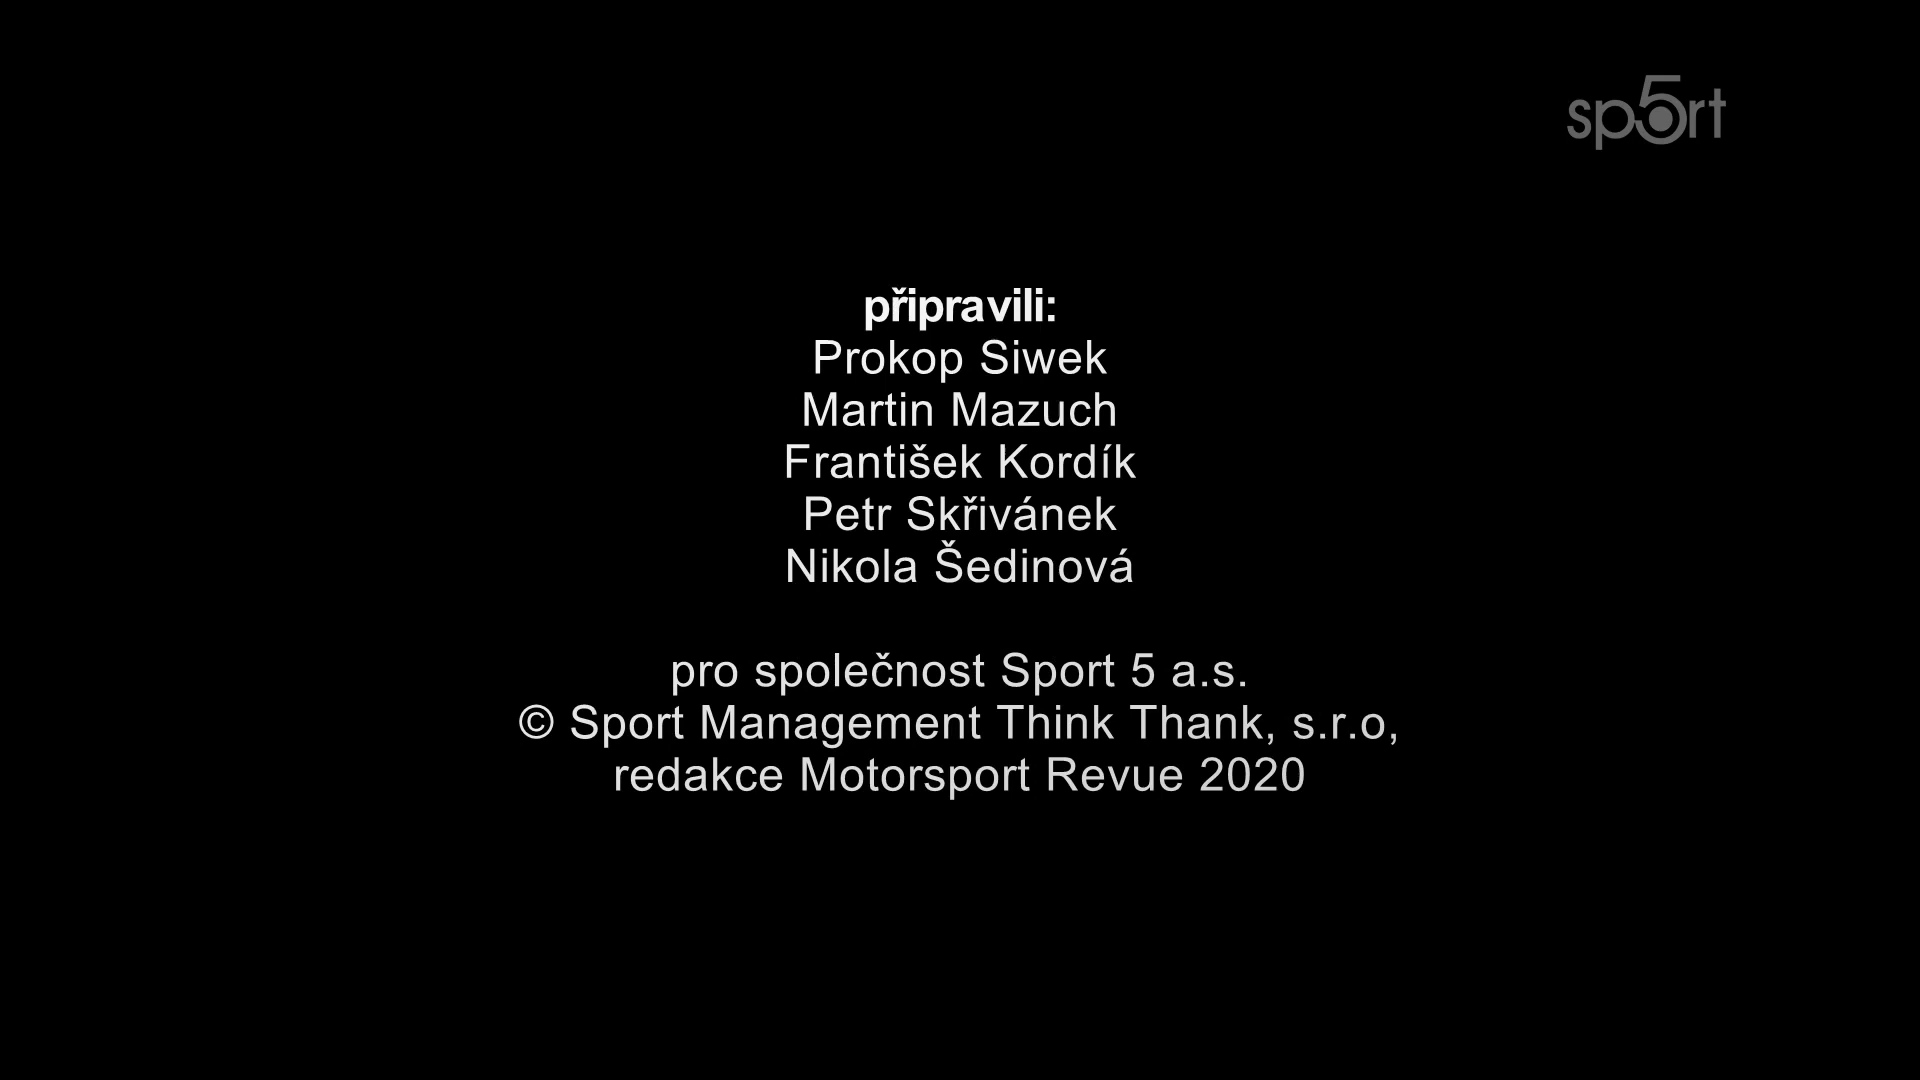 sp5rt
připravili:
Prokop Siwek
Martin Mazuch
František Kordík
Petr Skřivánek
Nikola Šedinová
pro společnost Sport 5 a.s.
© Sport Management Think Thank, s.r.o,
redakce Motorsport Revue 2020